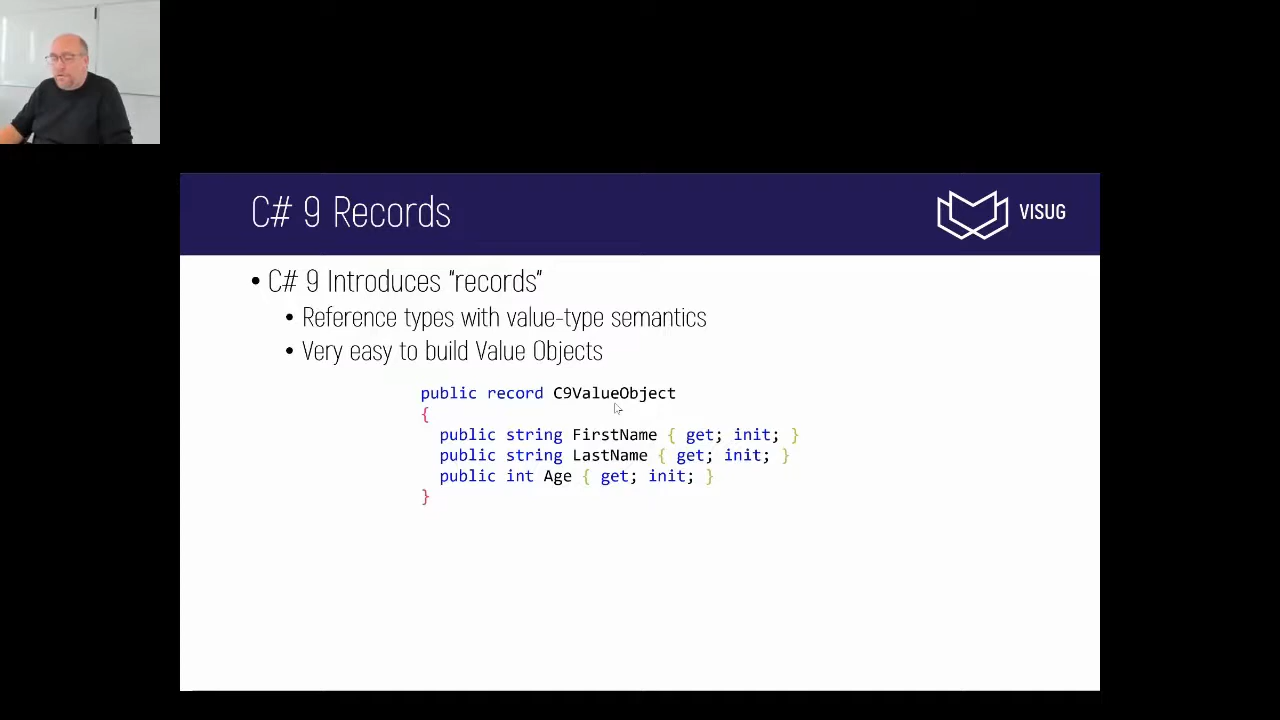 C# 9 Records
VISUG
• C# 9 Introduces "records"
• Reference types with value-type semantics
• Very easy to build Value Objects
public record C9ValueObject
{
public string FirstName { get; init; }
public string LastName { get; init; }
public int Age { get; init; }
}